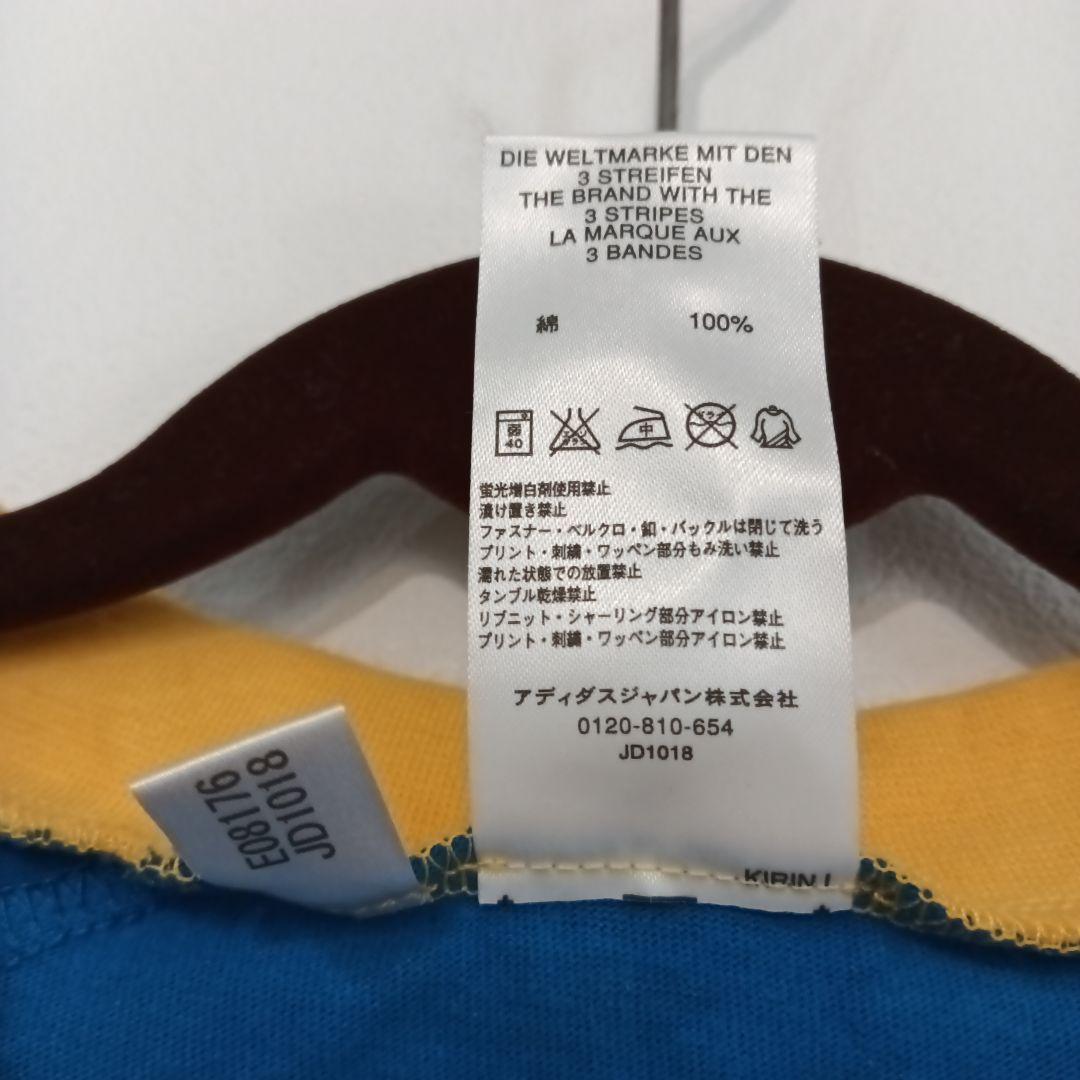 DIE WELTMARKE MIT DEN
3 STREIFEN
THE BRAND WITH THE
3 STRIPES
LA MARQUE AUX
3 BANDES
綿 100%
弱 中
40
蛍光増白剤使用禁止
漬け置き禁止
ファスナー・ベルクロ・釦・バックルは閉じて洗う
プリント・刺繍・ワッペン部分もみ洗い禁止
濡れた状態での放置禁止
タンブル乾燥禁止
リブニット・シャーリング部分アイロン禁止
プリント・刺繍・ワッペン部分アイロン禁止
アディダスジャパン株式会社
0120-810-654
JD1018
E08176
JD1018
KIRIN